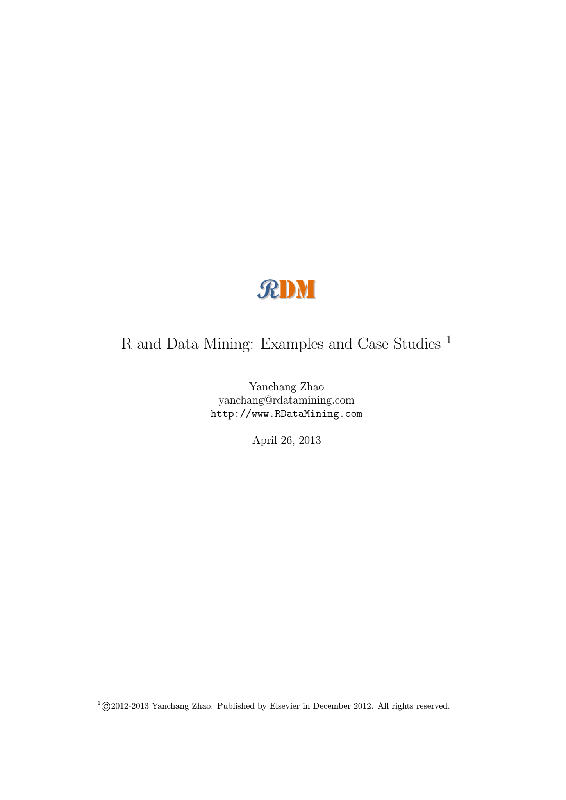 RDM
R and Data Mining: Examples and Case Studies 1
Yanchang Zhao
yanchang@rdatamining.com
http://www.RDataMining.com
April 26, 2013
1 ©2012-2013 Yanchang Zhao. Published by Elsevier in December 2012. All rights reserved.